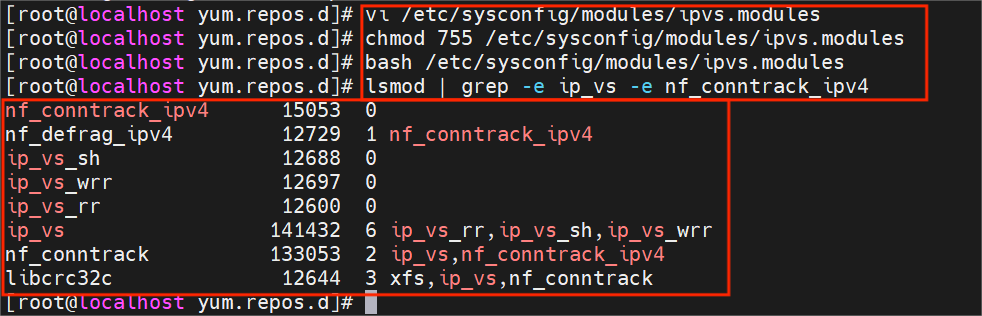 [root@localhost yum.repos.d]# vi /etc/sysconfig/modules/ipvs.modules
[root@localhost yum.repos.d]# chmod 755 /etc/sysconfig/modules/ipvs.modules
[root@localhost yum.repos.d]# bash /etc/sysconfig/modules/ipvs.modules
[root@localhost yum.repos.d]# lsmod | grep -e ip_vs -e nf_conntrack_ipv4
nf_conntrack_ipv4      15053  0
nf_defrag_ipv4         12729  1 nf_conntrack_ipv4
ip_vs_sh               12688  0
ip_vs_wrr              12697  0
ip_vs_rr               12600  0
ip_vs                 141432  6 ip_vs_rr,ip_vs_sh,ip_vs_wrr
nf_conntrack          133053  2 ip_vs,nf_conntrack_ipv4
libcrc32c              12644  3 xfs,ip_vs,nf_conntrack
[root@localhost yum.repos.d]#